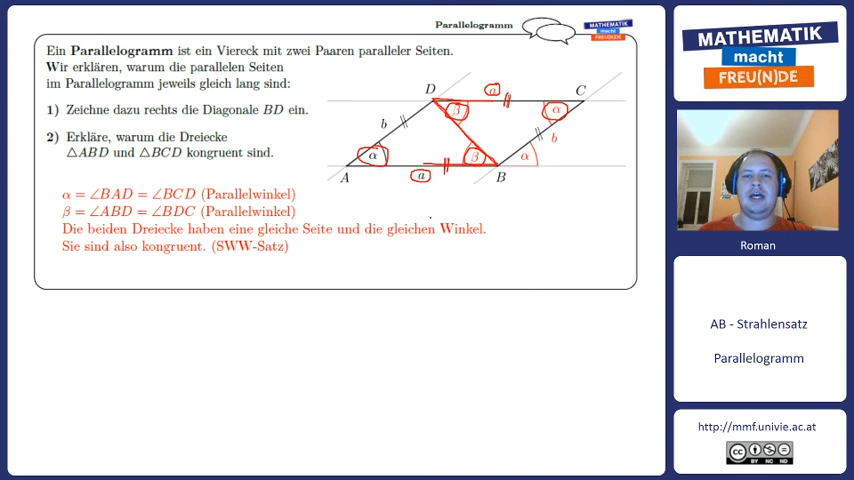 Parallelogramm
MATHEMATIK
macht
FREU(N)DE
Ein Parallelogramm ist ein Viereck mit zwei Paaren paralleler Seiten.
Wir erklären, warum die parallelen Seiten
im Parallelogramm jeweils gleich lang sind:
1) Zeichne dazu rechts die Diagonale BD ein.
2) Erkläre, warum die Dreiecke
△ABD und △BCD kongruent sind.
D
a
C
β
α
b
b
α
β
α
A
a
B
α = ∠BAD = ∠BCD (Parallelwinkel)
β = ∠ABD = ∠BDC (Parallelwinkel)
Die beiden Dreiecke haben eine gleiche Seite und die gleichen Winkel.
Sie sind also kongruent. (SWW-Satz)
MATHEMATIK
macht
FREU(N)DE
Roman
AB - Strahlensatz
Parallelogramm
http://mmf.univie.ac.at
cc
BY NC ND